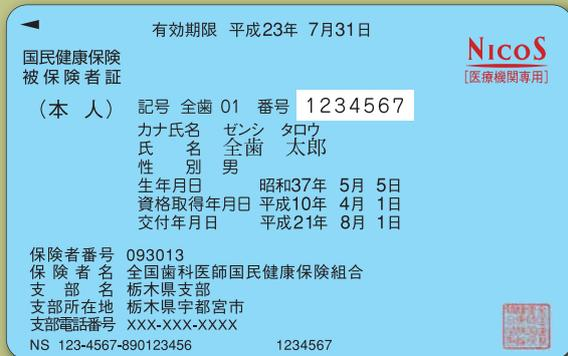 有効期限 平成23年 7月31日
NICOS
[医療機関専用]
国民健康保険
被保険者証
(本 人)
記号 全歯 01 番号 1234567
カナ氏名 ゼンシ タロウ
氏 名 全歯 太郎
性 別 男
生年月日 昭和37年 5月 5日
資格取得年月日 平成10年 4月 1日
交付年月日 平成21年 8月 1日
保険者番号 093013
保険者名 全国歯科医師国民健康保険組合
支部名 栃木県支部
支部所在地 栃木県宇都宮市
支部電話番号 XXX-XXX-XXXX
NS 123-4567-890123456 1234567